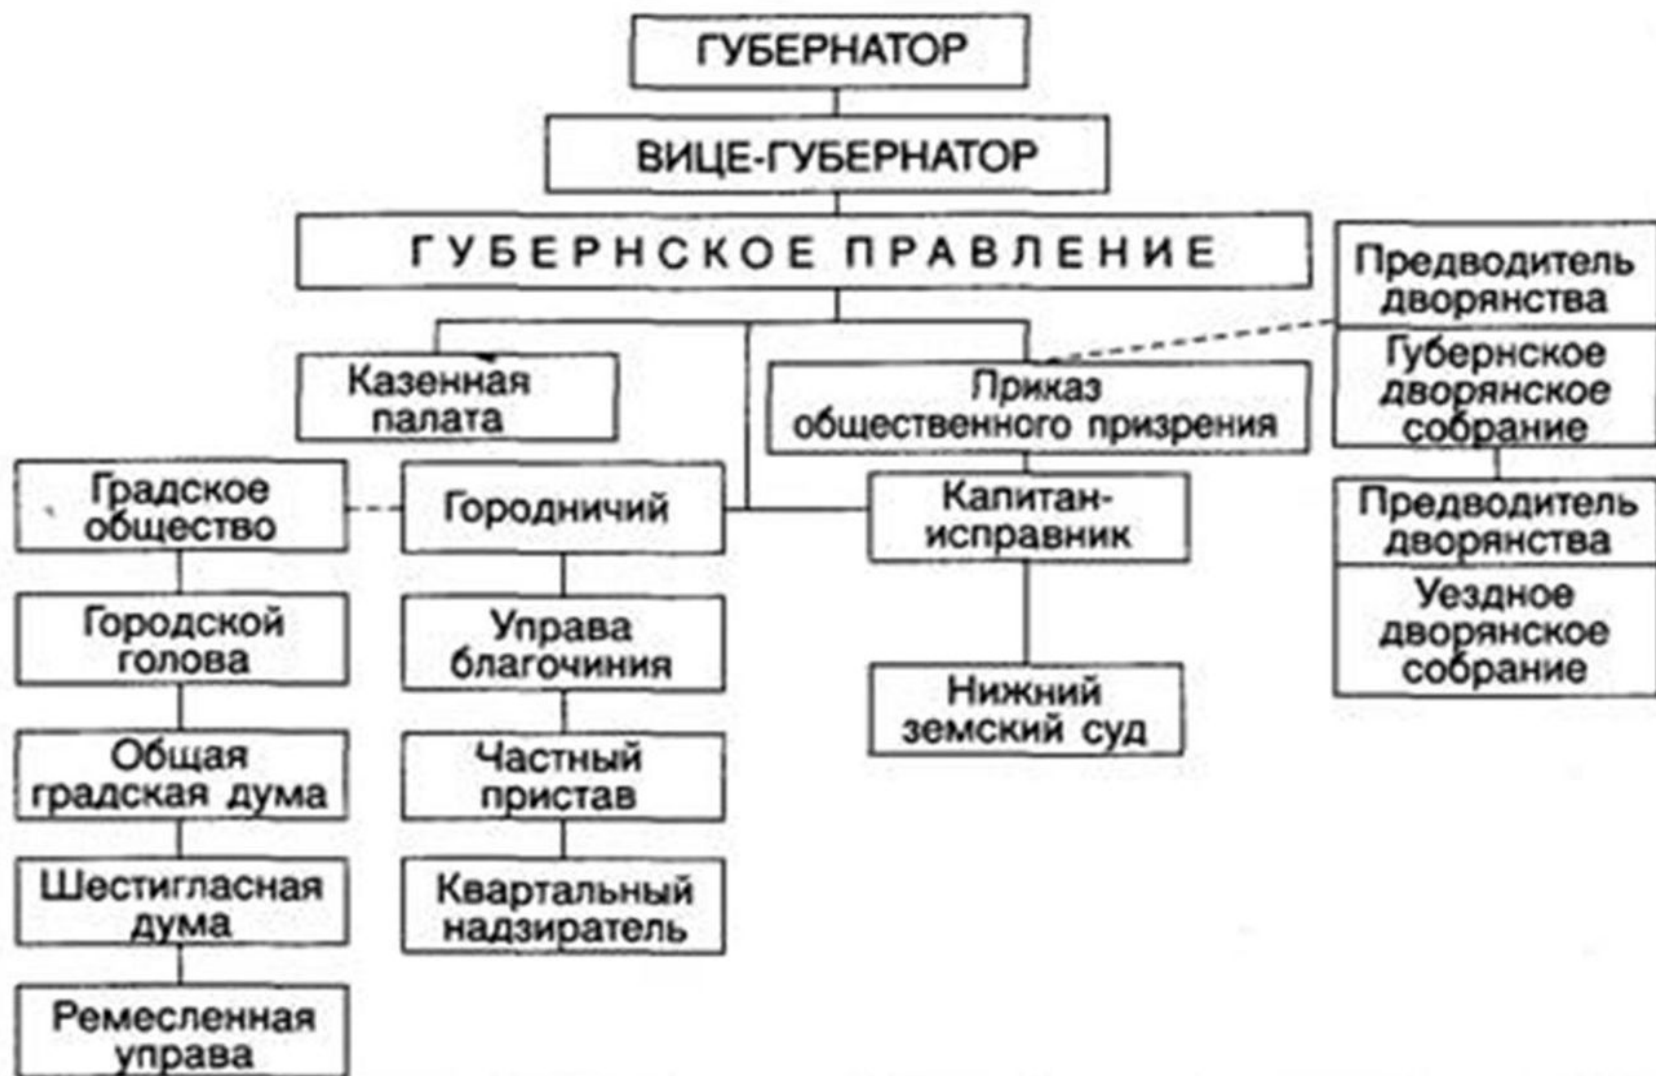 ГУБЕРНАТОР
ВИЦЕ-ГУБЕРНАТОР
ГУБЕРНСКОЕ ПРАВЛЕНИЕ
Предводитель
дворянства
Губернское
дворянское
собрание
Казенная
палата
Приказ
общественного призрения
Градское
общество
Городничий
Капитан-
исправник
Предводитель
дворянства
Уездное
дворянское
собрание
Городской
голова
Управа
благочиния
Нижний
земский суд
Общая
градская дума
Частный
пристав
Шестигласная
дума
Квартальный
надзиратель
Ремесленная
управа